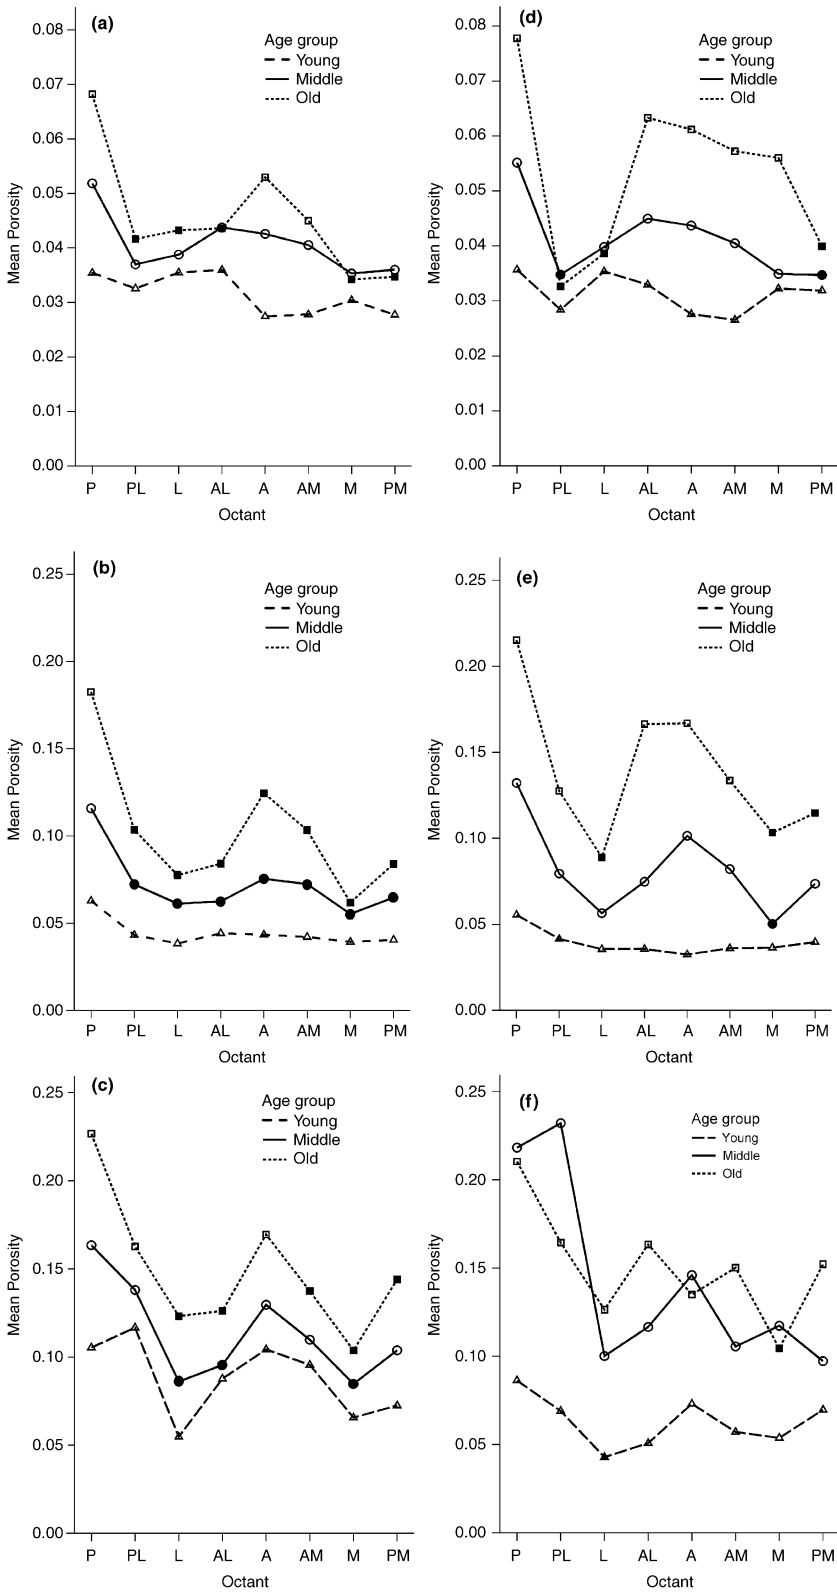 (a)
Age group
Young
Middle
Old
0.08
0.07
0.06
0.05
0.04
0.03
0.02
0.01
0.00
Mean Porosity
P PL L AL A AM M PM
Octant
(d)
Age group
Young
Middle
Old
0.08
0.07
0.06
0.05
0.04
0.03
0.02
0.01
0.00
Mean Porosity
P PL L AL A AM M PM
Octant
(b)
Age group
Young
Middle
Old
0.25
0.20
0.15
0.10
0.05
0.00
Mean Porosity
P PL L AL A AM M PM
Octant
(e)
Age group
Young
Middle
Old
0.25
0.20
0.15
0.10
0.05
0.00
Mean Porosity
P PL L AL A AM M PM
Octant
(c)
Age group
Young
Middle
Old
0.25
0.20
0.15
0.10
0.05
0.00
Mean Porosity
P PL L AL A AM M PM
Octant
(f)
Age group
Young
Middle
Old
0.25
0.20
0.15
0.10
0.05
0.00
Mean Porosity
P PL L AL A AM M PM
Octant